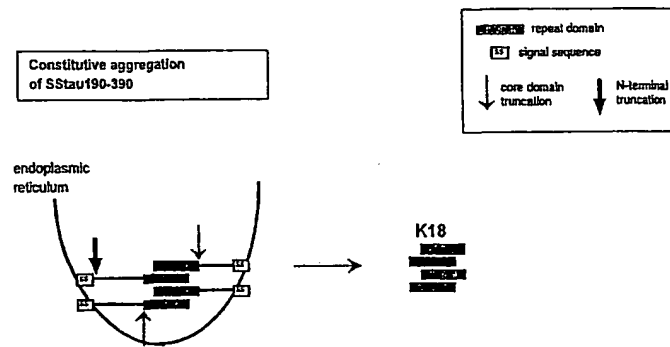 Constitutive aggregation
of SStau190-390
repeat domain
SS signal sequence
core domain
truncation
N-terminal
truncation
endoplasmic
reticulum
K18
SS
SS
SS
SS